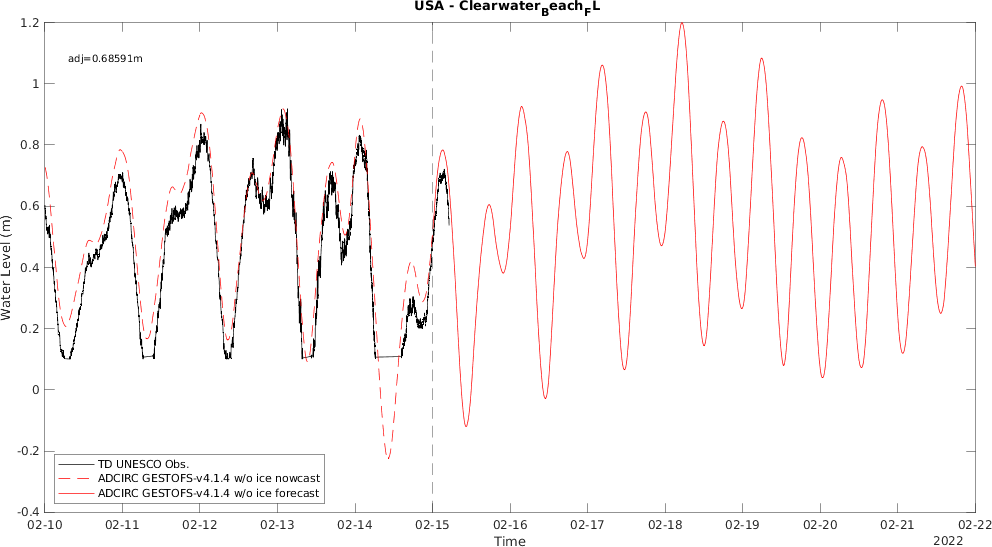 USA - Clearwater_Beach_FL
adj=0.68591m
1.2
1
0.8
0.6
0.4
0.2
0
-0.2
-0.4
Water Level (m)
TD UNESCO Obs.
ADCIRC GESTOFS-v4.1.4 w/o ice nowcast
ADCIRC GESTOFS-v4.1.4 w/o ice forecast
02-10 02-11 02-12 02-13 02-14 02-15 02-16 02-17 02-18 02-19 02-20 02-21 02-22
Time
2022